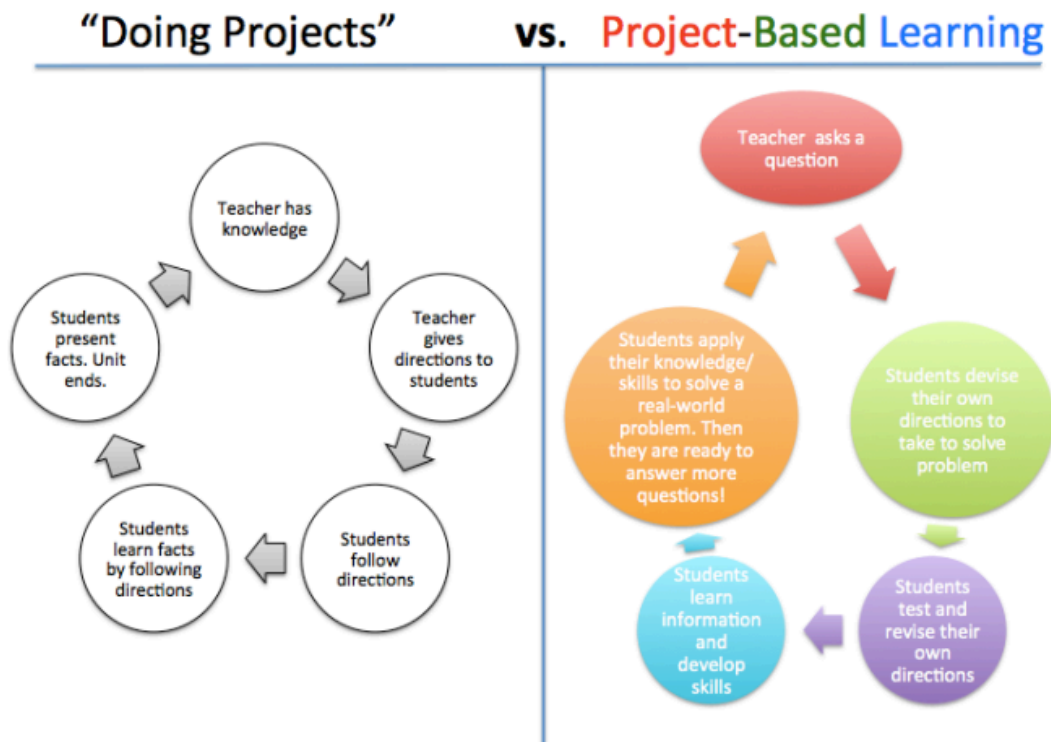 "Doing Projects" vs. Project-Based Learning
Teacher has
knowledge
Teacher
gives
directions to
students
Students
follow
directions
Students
learn facts
by following
directions
Students
present
facts. Unit
ends.
Teacher asks a
question
Students devise
their own
directions to
take to solve
problem
Students
test and
revise their
own
directions
Students
learn
information
and
develop
skills
Students apply
their knowledge/
skills to solve a
real-world
problem. Then
they are ready to
answer more
questions!